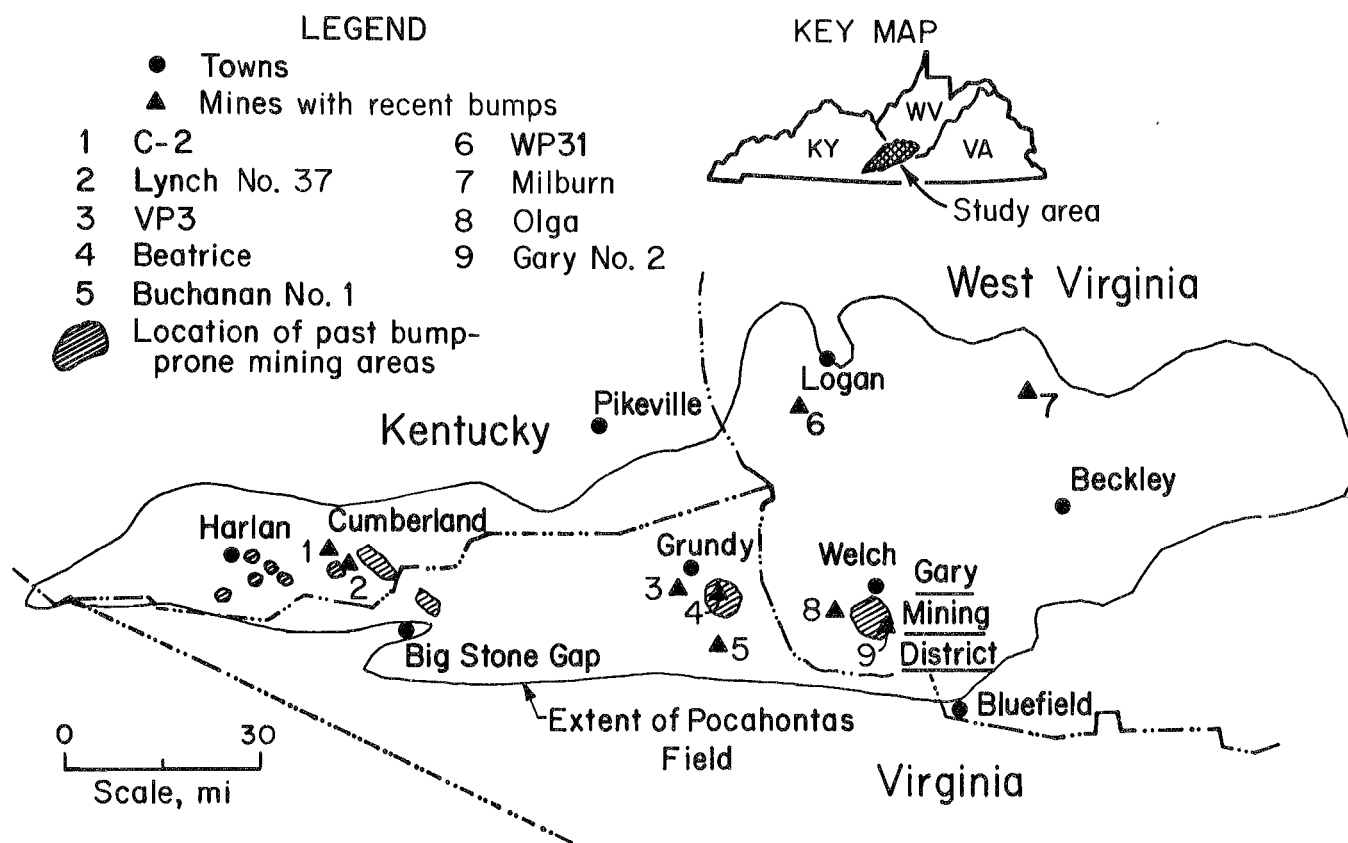 LEGEND
Towns
Mines with recent bumps
1 C-2
2 Lynch No. 37
3 VP3
4 Beatrice
5 Buchanan No. 1
6 WP31
7 Milburn
8 Olga
9 Gary No. 2
Location of past bump-
prone mining areas
KEY MAP
WV
KY
VA
Study area
West Virginia
Logan
6
7
Pikeville
Kentucky
Beckley
Harlan
Cumberland
1
2
Grundy
3
4
5
Welch
8
9
Gary
Mining
District
Big Stone Gap
Bluefield
Extent of Pocahontas
Field
Virginia
0 30
Scale, mi